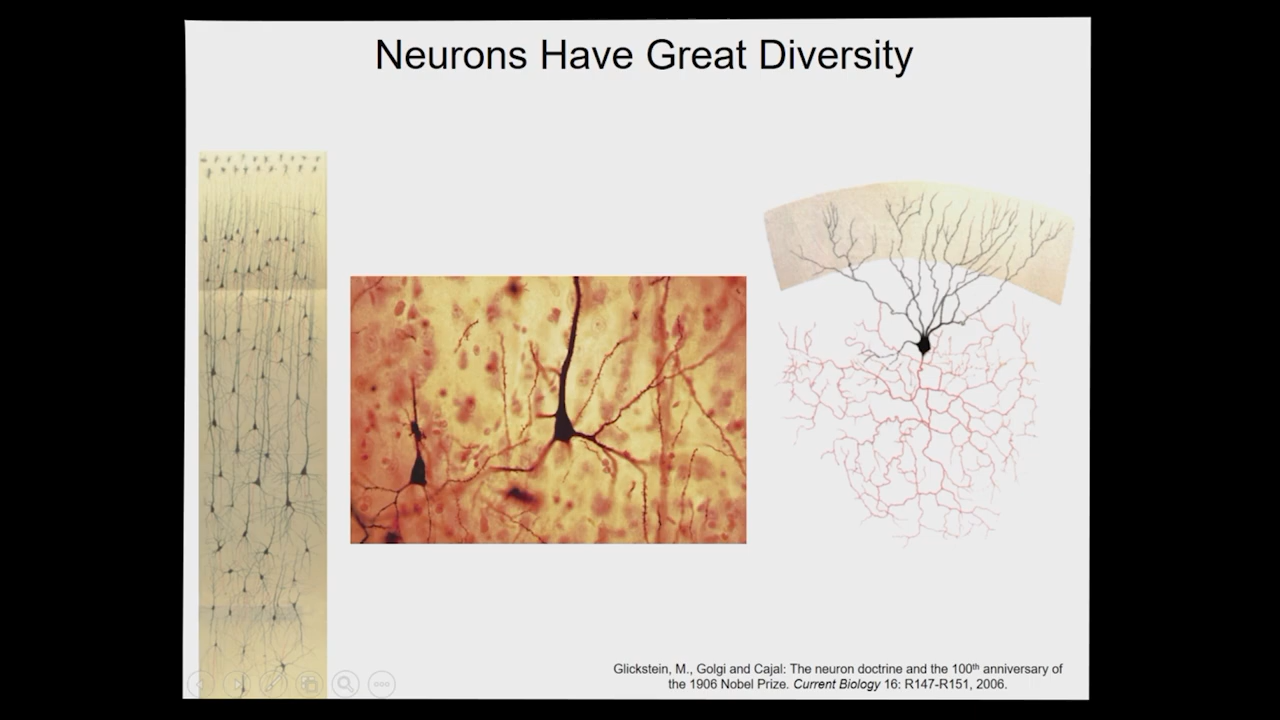 Neurons Have Great Diversity
Glickstein, M., Golgi and Cajal: The neuron doctrine and the 100th anniversary of
the 1906 Nobel Prize. Current Biology 16: R147-R151, 2006.